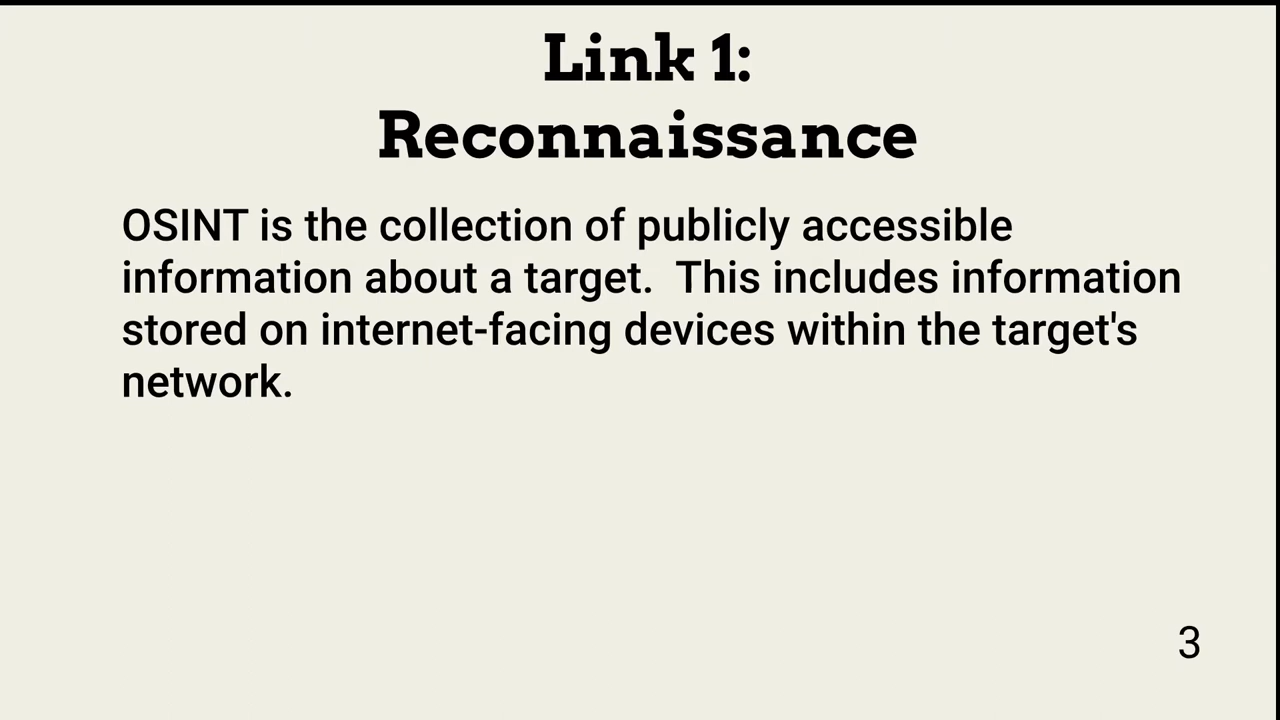 Link 1:
Reconnaissance
OSINT is the collection of publicly accessible
information about a target.  This includes information
stored on internet-facing devices within the target's
network.
3